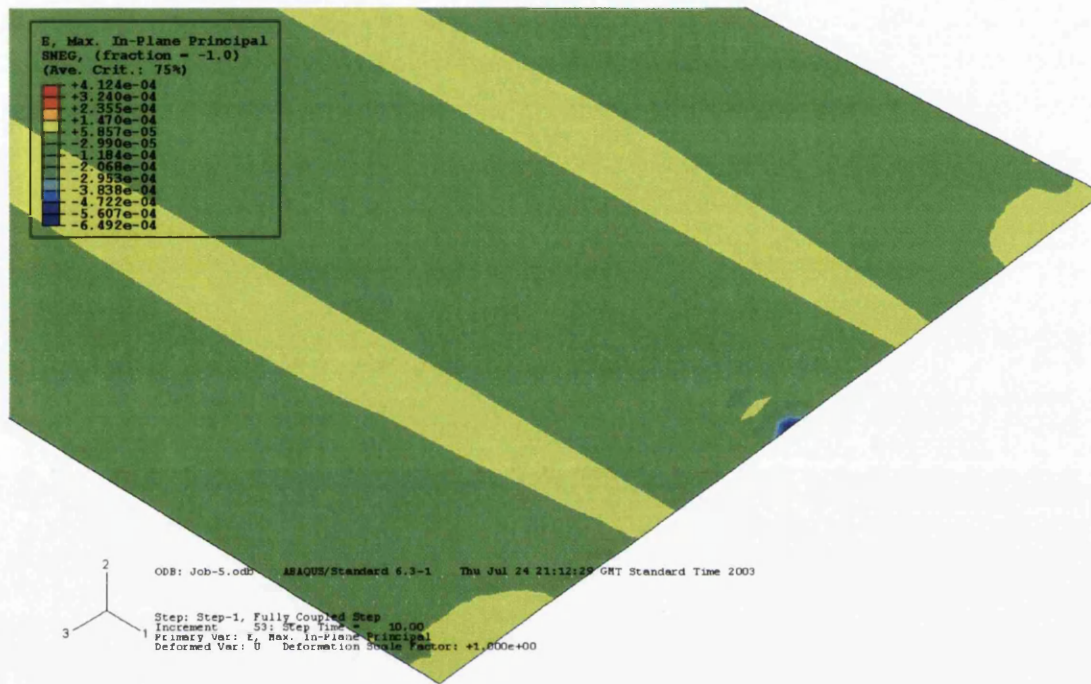 E, Max. In-Plane Principal
SNEG, (fraction = -1.0)
(Ave. Crit.: 75%)
+4.124e-04
+3.240e-04
+2.355e-04
+1.470e-04
+5.857e-05
-2.990e-05
-1.184e-04
-2.068e-04
-2.953e-04
-3.838e-04
-4.722e-04
-5.607e-04
-6.492e-04
2
3
1
ODB: Job-5.odb ABAQUS/Standard 6.3-1 Thu Jul 24 21:12:29 GMT Standard Time 2003
Step: Step-1, Fully Coupled Step
Increment 53: Step Time = 10.00
Primary Var: E, Max. In-Plane Principal
Deformed Var: U Deformation Scale Factor: +1.000e+00